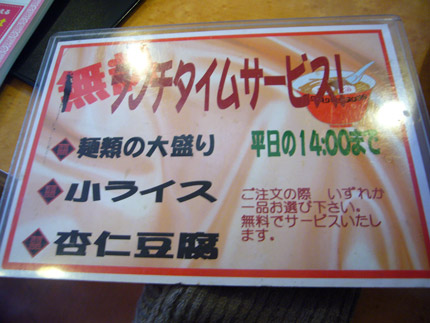 無料ランチタイムサービス!
麺類の大盛り
平日の14:00まで
小ライス
杏仁豆腐
ご注文の際 いずれか
一品お選び下さい。
無料でサービスいたし
ます。